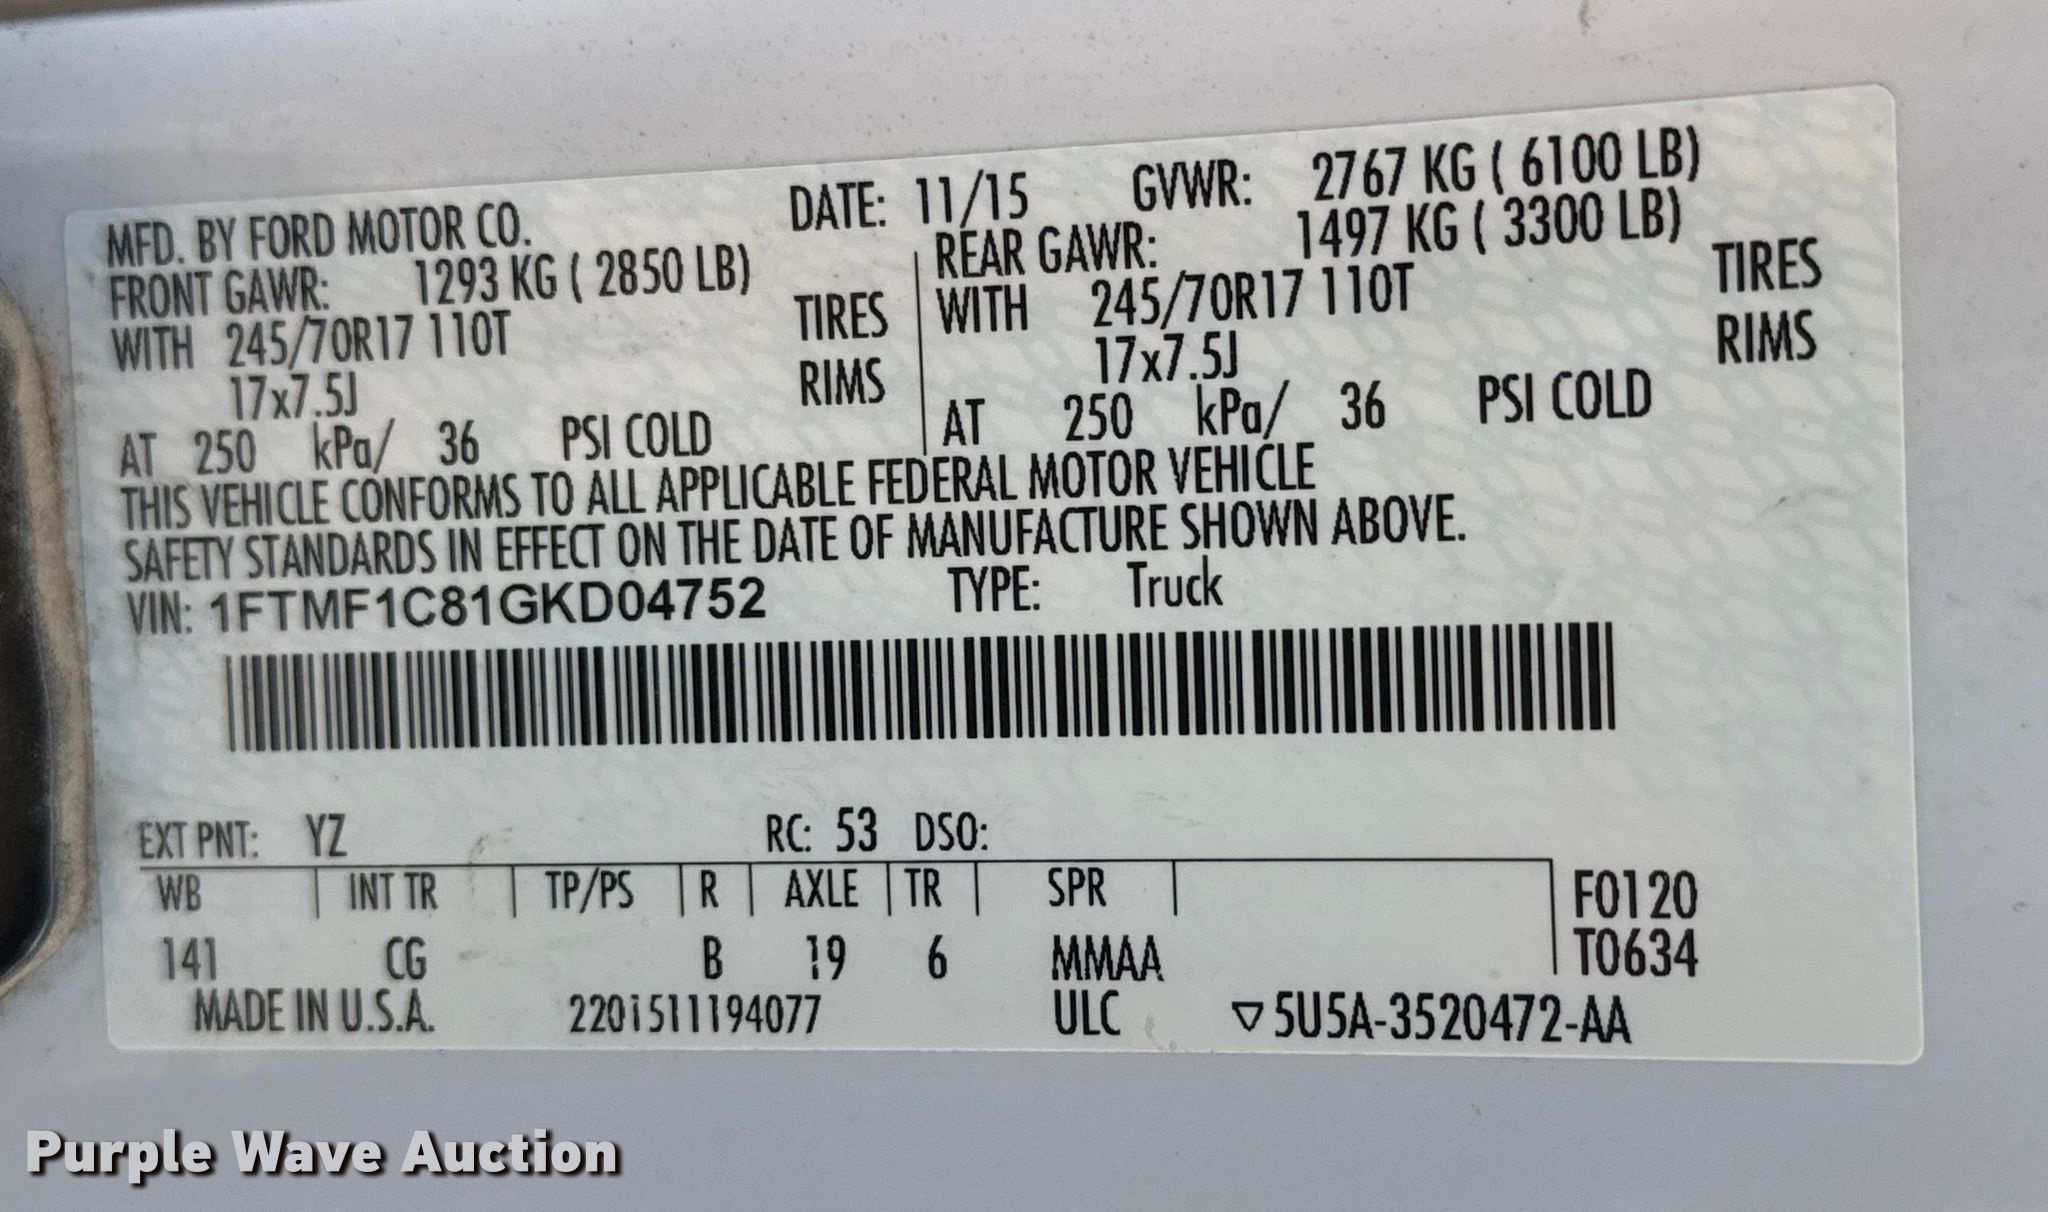 MFD. BY FORD MOTOR CO. DATE: 11/15 GVWR: 2767 KG ( 6100 LB)
FRONT GAWR: 1293 KG ( 2850 LB) REAR GAWR: 1497 KG ( 3300 LB)
WITH 245/70R17 110T TIRES WITH 245/70R17 110T TIRES
17x7.5J RIMS 17x7.5J RIMS
AT 250 kPa/ 36 PSI COLD AT 250 kPa/ 36 PSI COLD
THIS VEHICLE CONFORMS TO ALL APPLICABLE FEDERAL MOTOR VEHICLE
SAFETY STANDARDS IN EFFECT ON THE DATE OF MANUFACTURE SHOWN ABOVE.
VIN: 1FTMF1C81GKD04752 TYPE: Truck
EXT PNT: YZ RC: 53 DSO:
WB INT TR TP/PS R AXLE TR SPR F0120
141 CG B 19 6 MMAA T0634
MADE IN U.S.A. 2201511194077 ULC ▽5U5A-3520472-AA
Purple Wave Auction